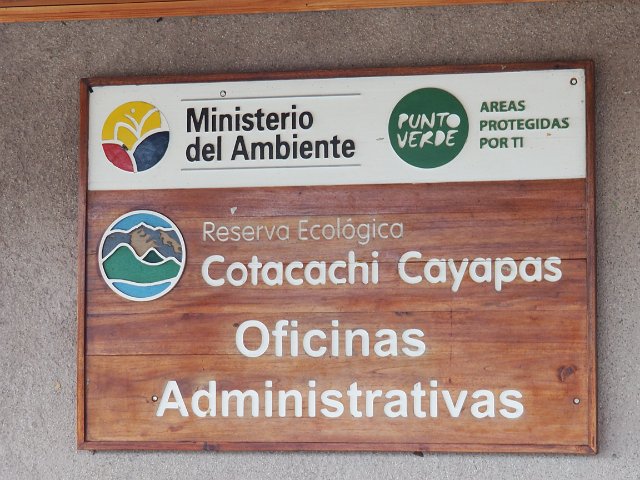 Ministerio
del Ambiente
PUNTO
VERDE
AREAS
PROTEGIDAS
POR TI
Reserva Ecológica
Cotacachi Cayapas
Oficinas
Administrativas